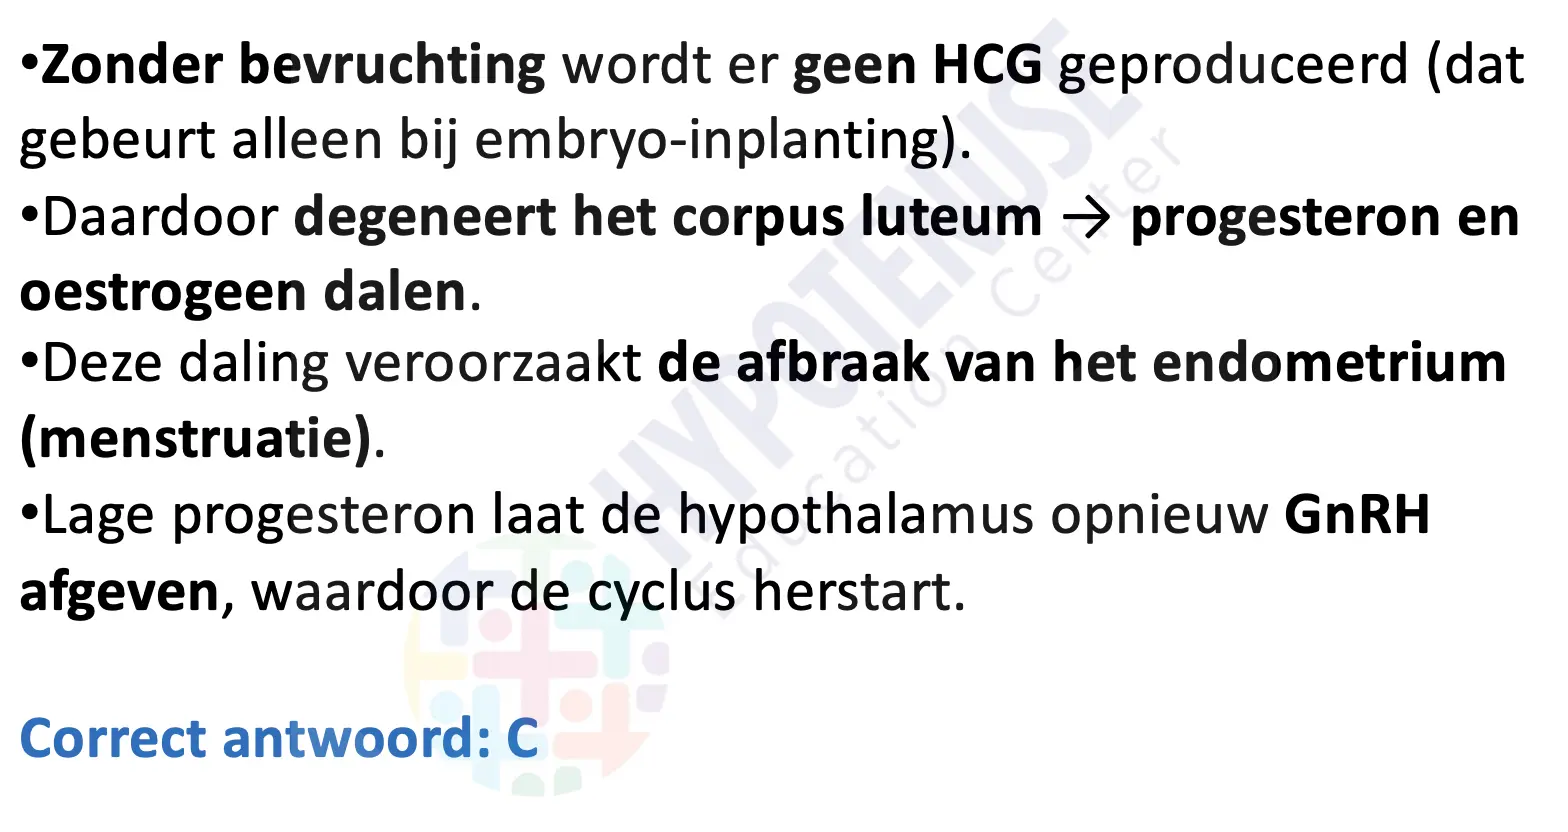 •Zonder bevruchting wordt er geen HCG geproduceerd (dat
gebeurt alleen bij embryo-inplanting).
•Daardoor degeneert het corpus luteum → progesteron en
oestrogeen dalen.
•Deze daling veroorzaakt de afbraak van het endometrium
(menstruatie).
•Lage progesteron laat de hypothalamus opnieuw GnRH
afgeven, waardoor de cyclus herstart.
Correct antwoord: C
HYPOTENUSE
Education Center